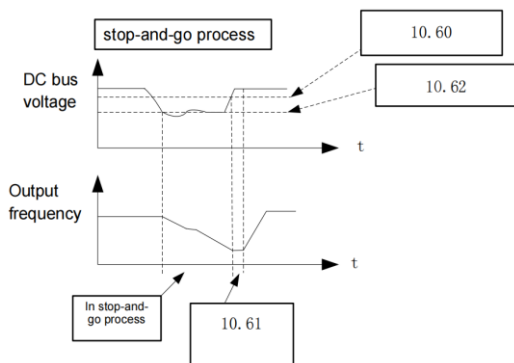 stop-and-go process
10.60
DC bus
voltage
10.62
t
Output
frequency
t
In stop-and-
go process
10.61